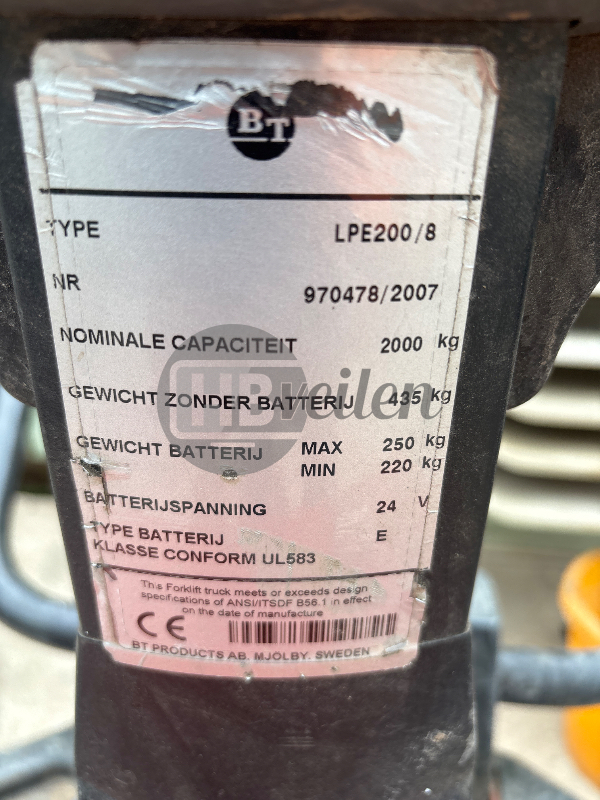 BT
TYPE LPE200/8
NR 970478/2007
NOMINALE CAPACITEIT 2000 kg
GEWICHT ZONDER BATTERIJ 435 kg
HBveilen
GEWICHT BATTERIJ MAX 250 kg
MIN 220 kg
BATTERIJSPANNING 24 V
TYPE BATTERIJ E
KLASSE CONFORM UL583
This Forklift truck meets or exceeds design
specifications of ANSI/ITSDF B56.1 in effect
on the date of manufacture
CE
BT PRODUCTS AB. MJOLBY. SWEDEN